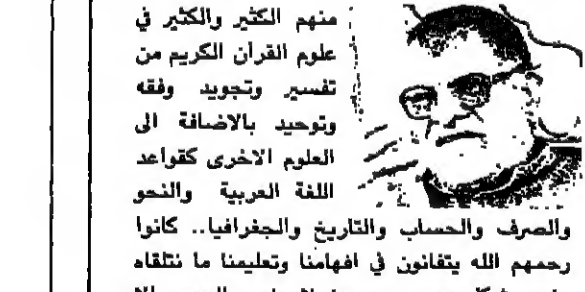 منهم الكثير والكثير في
علوم القرآن الكريم من
تفسير وتجويد وفقه
وتوحيد بالاضافة الى
العلوم الاخرى كقواعد
اللغة العربية والنحو
والصرف والحساب والتاريخ والجغرافيا.. كانوا
رحمهم الله يتفانون في افهامنا وتعليمنا ما نتلقاه